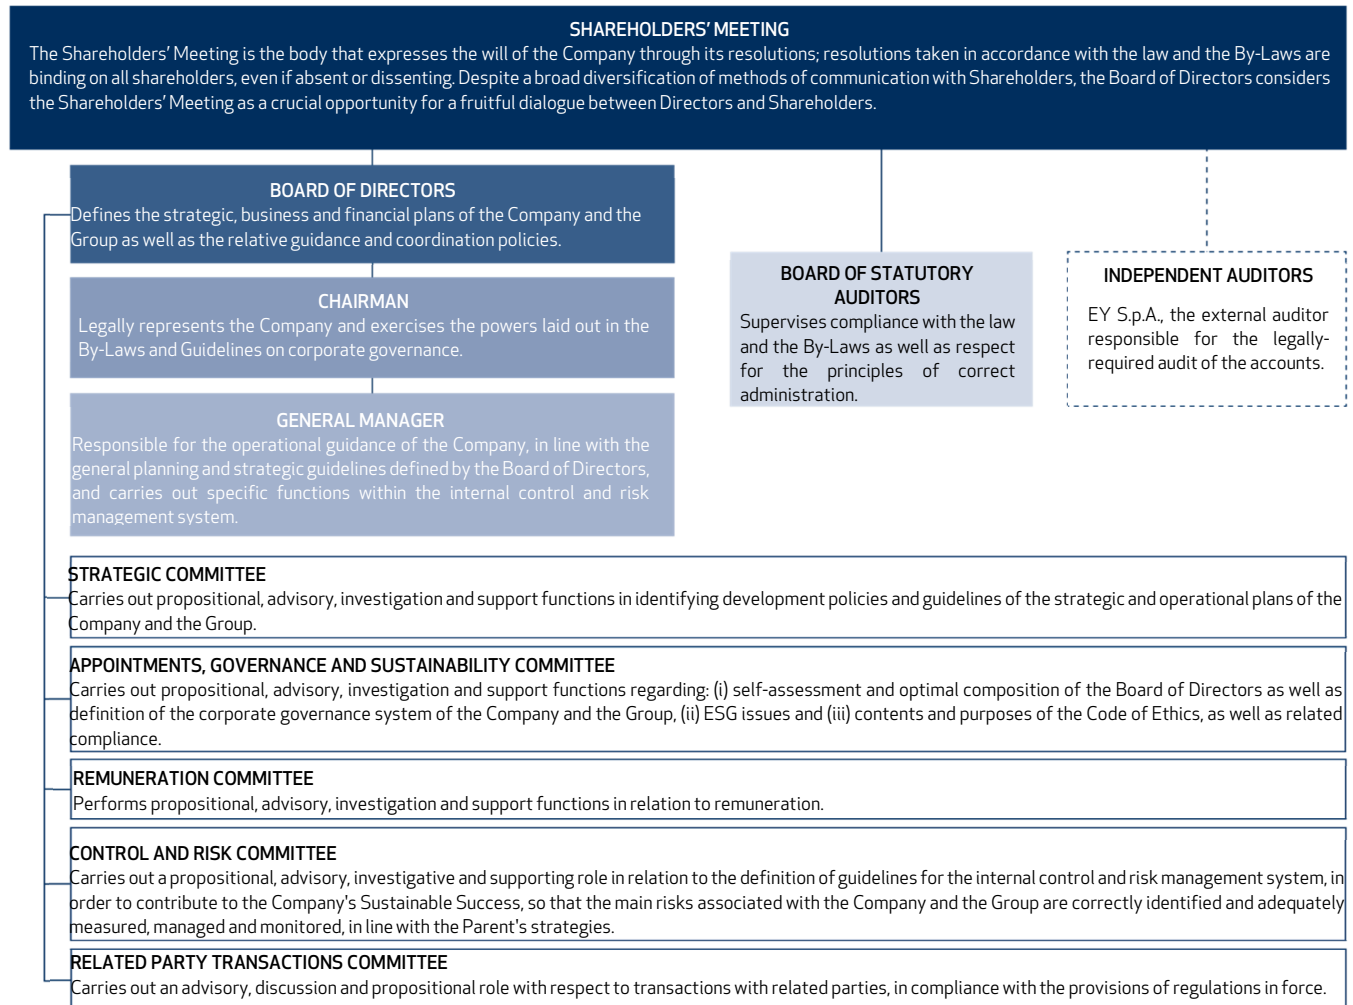 SHAREHOLDERS' MEETING
The Shareholders' Meeting is the body that expresses the will of the Company through its resolutions; resolutions taken in accordance with the law and the By-Laws are
binding on all shareholders, even if absent or dissenting. Despite a broad diversification of methods of communication with Shareholders, the Board of Directors considers
the Shareholders' Meeting as a crucial opportunity for a fruitful dialogue between Directors and Shareholders.
BOARD OF DIRECTORS
Defines the strategic, business and financial plans of the Company and the
Group as well as the relative guidance and coordination policies.
CHAIRMAN
Legally represents the Company and exercises the powers laid out in the
By-Laws and Guidelines on corporate governance.
GENERAL MANAGER
Responsible for the operational guidance of the Company, in line with the
general planning and strategic guidelines defined by the Board of Directors,
and carries out specific functions within the internal control and risk
management system.
BOARD OF STATUTORY
AUDITORS
Supervises compliance with the law
and the By-Laws as well as respect
for the principles of correct
administration.
INDEPENDENT AUDITORS
EY S.p.A., the external auditor
responsible for the legally-
required audit of the accounts.
STRATEGIC COMMITTEE
Carries out propositional, advisory, investigation and support functions in identifying development policies and guidelines of the strategic and operational plans of the
Company and the Group.
APPOINTMENTS, GOVERNANCE AND SUSTAINABILITY COMMITTEE
Carries out propositional, advisory, investigation and support functions regarding: (i) self-assessment and optimal composition of the Board of Directors as well as
definition of the corporate governance system of the Company and the Group, (ii) ESG issues and (iii) contents and purposes of the Code of Ethics, as well as related
compliance.
REMUNERATION COMMITTEE
Performs propositional, advisory, investigation and support functions in relation to remuneration.
CONTROL AND RISK COMMITTEE
Carries out a propositional, advisory, investigative and supporting role in relation to the definition of guidelines for the internal control and risk management system, in
order to contribute to the Company's Sustainable Success, so that the main risks associated with the Company and the Group are correctly identified and adequately
measured, managed and monitored, in line with the Parent's strategies.
RELATED PARTY TRANSACTIONS COMMITTEE
Carries out an advisory, discussion and propositional role with respect to transactions with related parties, in compliance with the provisions of regulations in force.